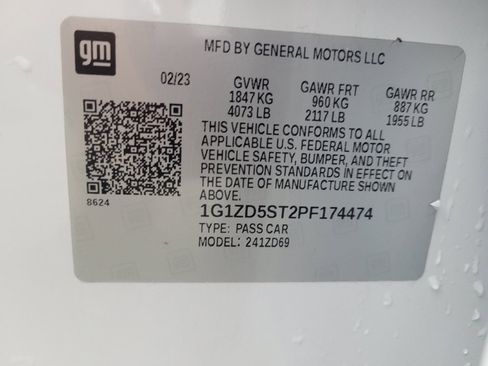 gm
MFD BY GENERAL MOTORS LLC
02/23 GVWR GAWR FRT GAWR RR
1847 KG 960 KG 887 KG
4073 LB 2117 LB 1955 LB
THIS VEHICLE CONFORMS TO ALL
APPLICABLE U.S. FEDERAL MOTOR
VEHICLE SAFETY, BUMPER, AND THEFT
PREVENTION STANDARDS IN EFFECT ON
THE DATE OF MANUFACTURE SHOWN
ABOVE.
8624
1G1ZD5ST2PF174474
TYPE: PASS CAR
MODEL: 241ZD69